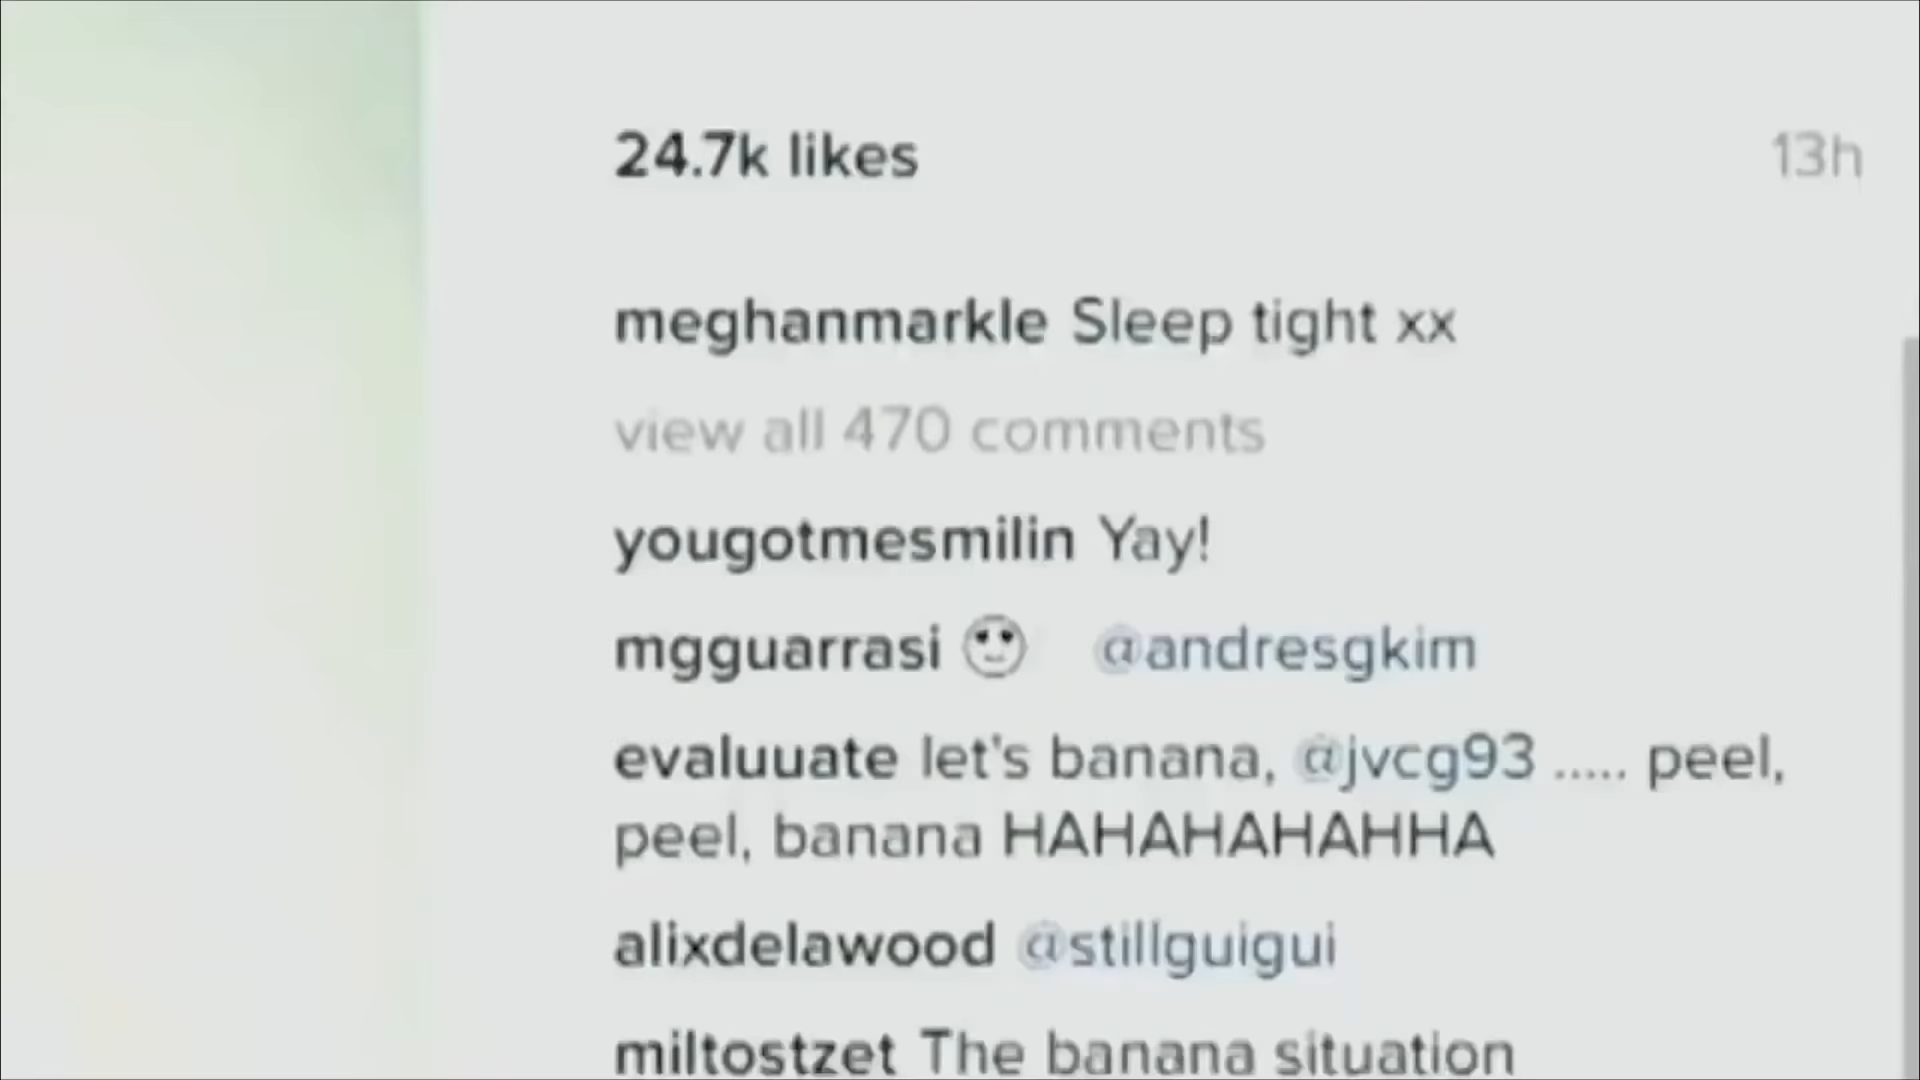 24.7k likes 13h
meghanmarkle Sleep tight xx
view all 470 comments
yougotmesmilin Yay!
mgguarrasi @andresgkim
evaluuate let's banana, @jvcg93 ..... peel,
peel, banana HAHAHAHAHHA
alixdelawood @stillguigui
miltostzet The banana situation